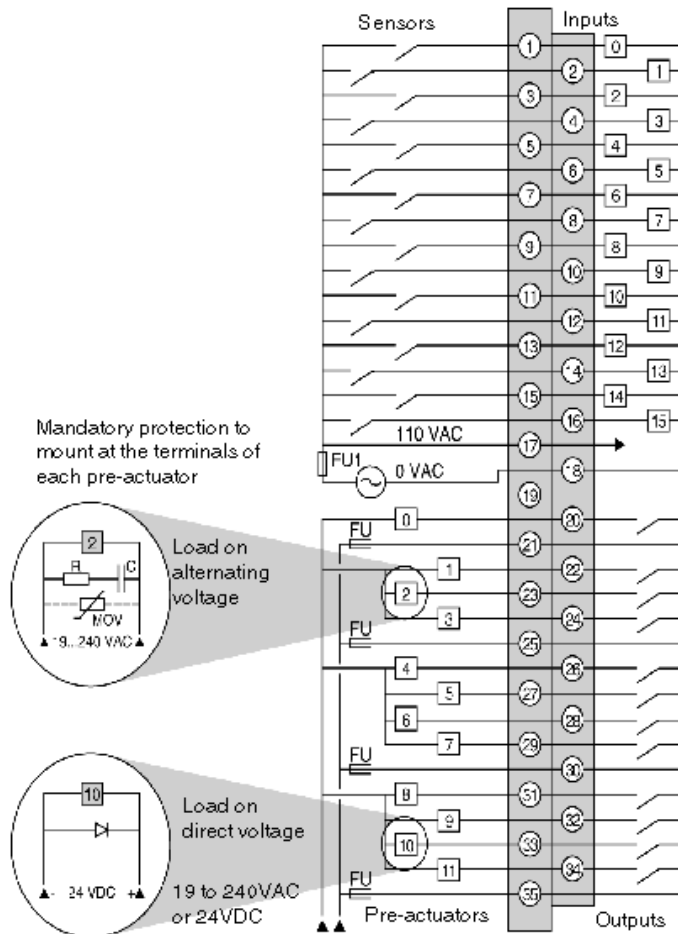 Sensors
Inputs
1 0
2 1
3 2
4 3
5 4
6 5
7 6
8 7
9 8
10 9
11 10
12 11
13 12
14 13
15 14
16 15
110 VAC 17
FU1
0 VAC 18
19
Mandatory protection to
mount at the terminals of
each pre-actuator
0 20
FU 21
1 22
2 23
3 24
FU 25
4 26
5 27
6 28
7 29
FU 30
8 31
9 32
10 33
11 34
FU 35
2
R C
MOV
19...240 VAC
Load on
alternating
voltage
10
- 24 VDC +
Load on
direct voltage
19 to 240VAC
or 24VDC
Pre-actuators
Outputs